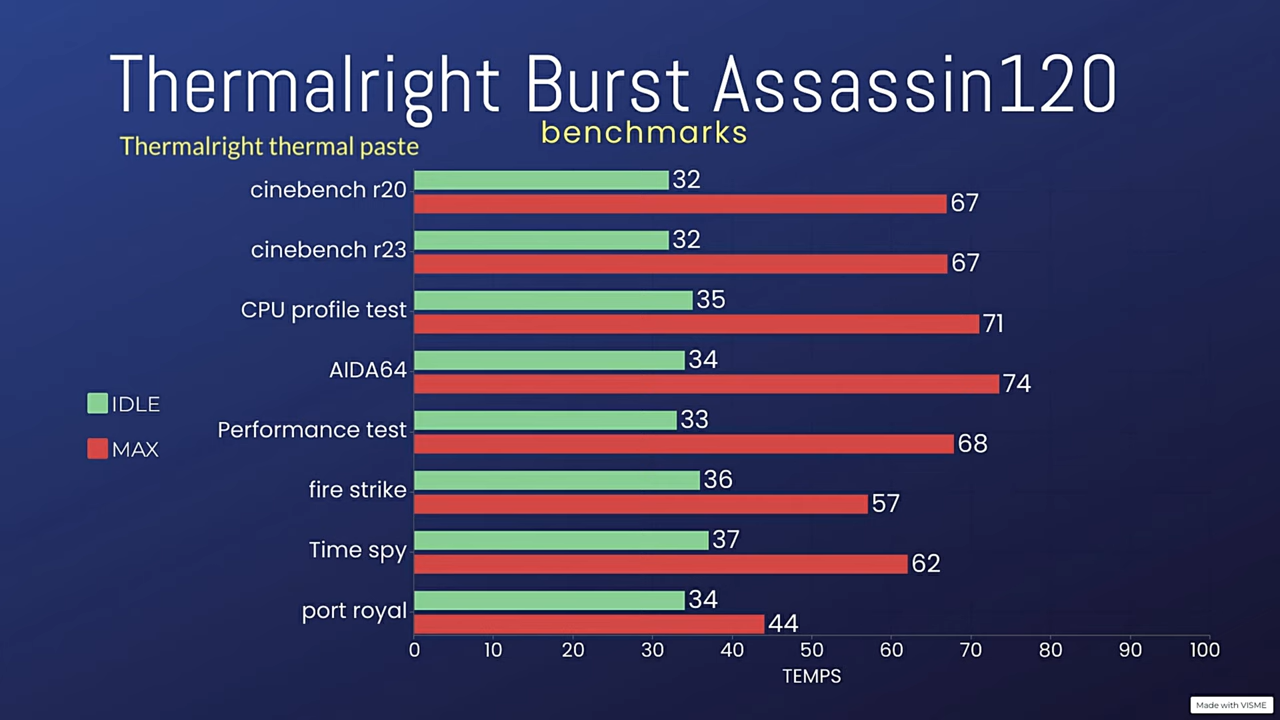 Thermalright Burst Assassin120
benchmarks
Thermalright thermal paste
cinebench r20
32
67
cinebench r23
32
67
CPU profile test
35
71
AIDA64
34
74
Performance test
33
68
fire strike
36
57
Time spy
37
62
port royal
34
44
IDLE
MAX
0 10 20 30 40 50 60 70 80 90 100
TEMPS
Made with VISME